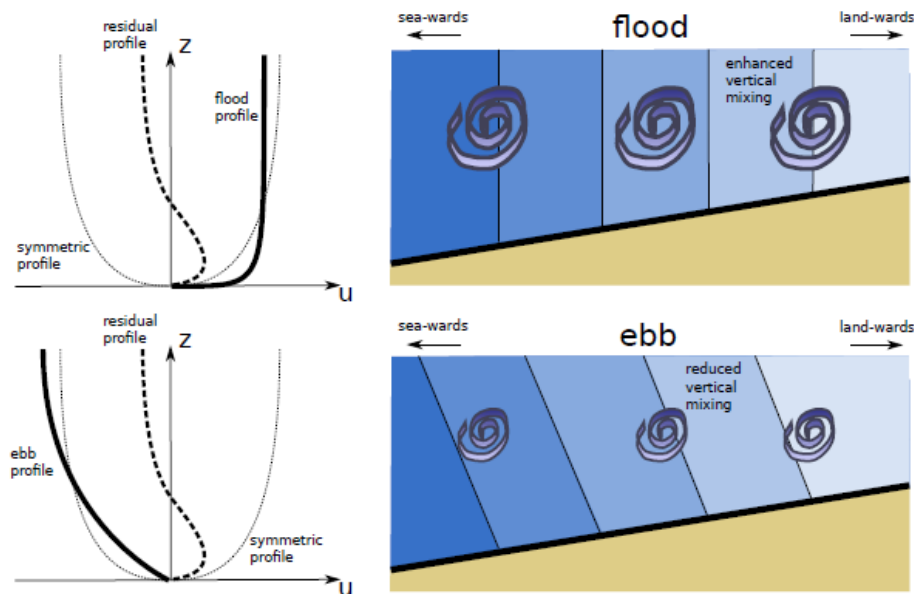 residual
profile
z
flood
profile
symmetric
profile
u
sea-wards
flood
land-wards
enhanced
vertical
mixing
residual
profile
z
ebb
profile
symmetric
profile
u
sea-wards
ebb
land-wards
reduced
vertical
mixing